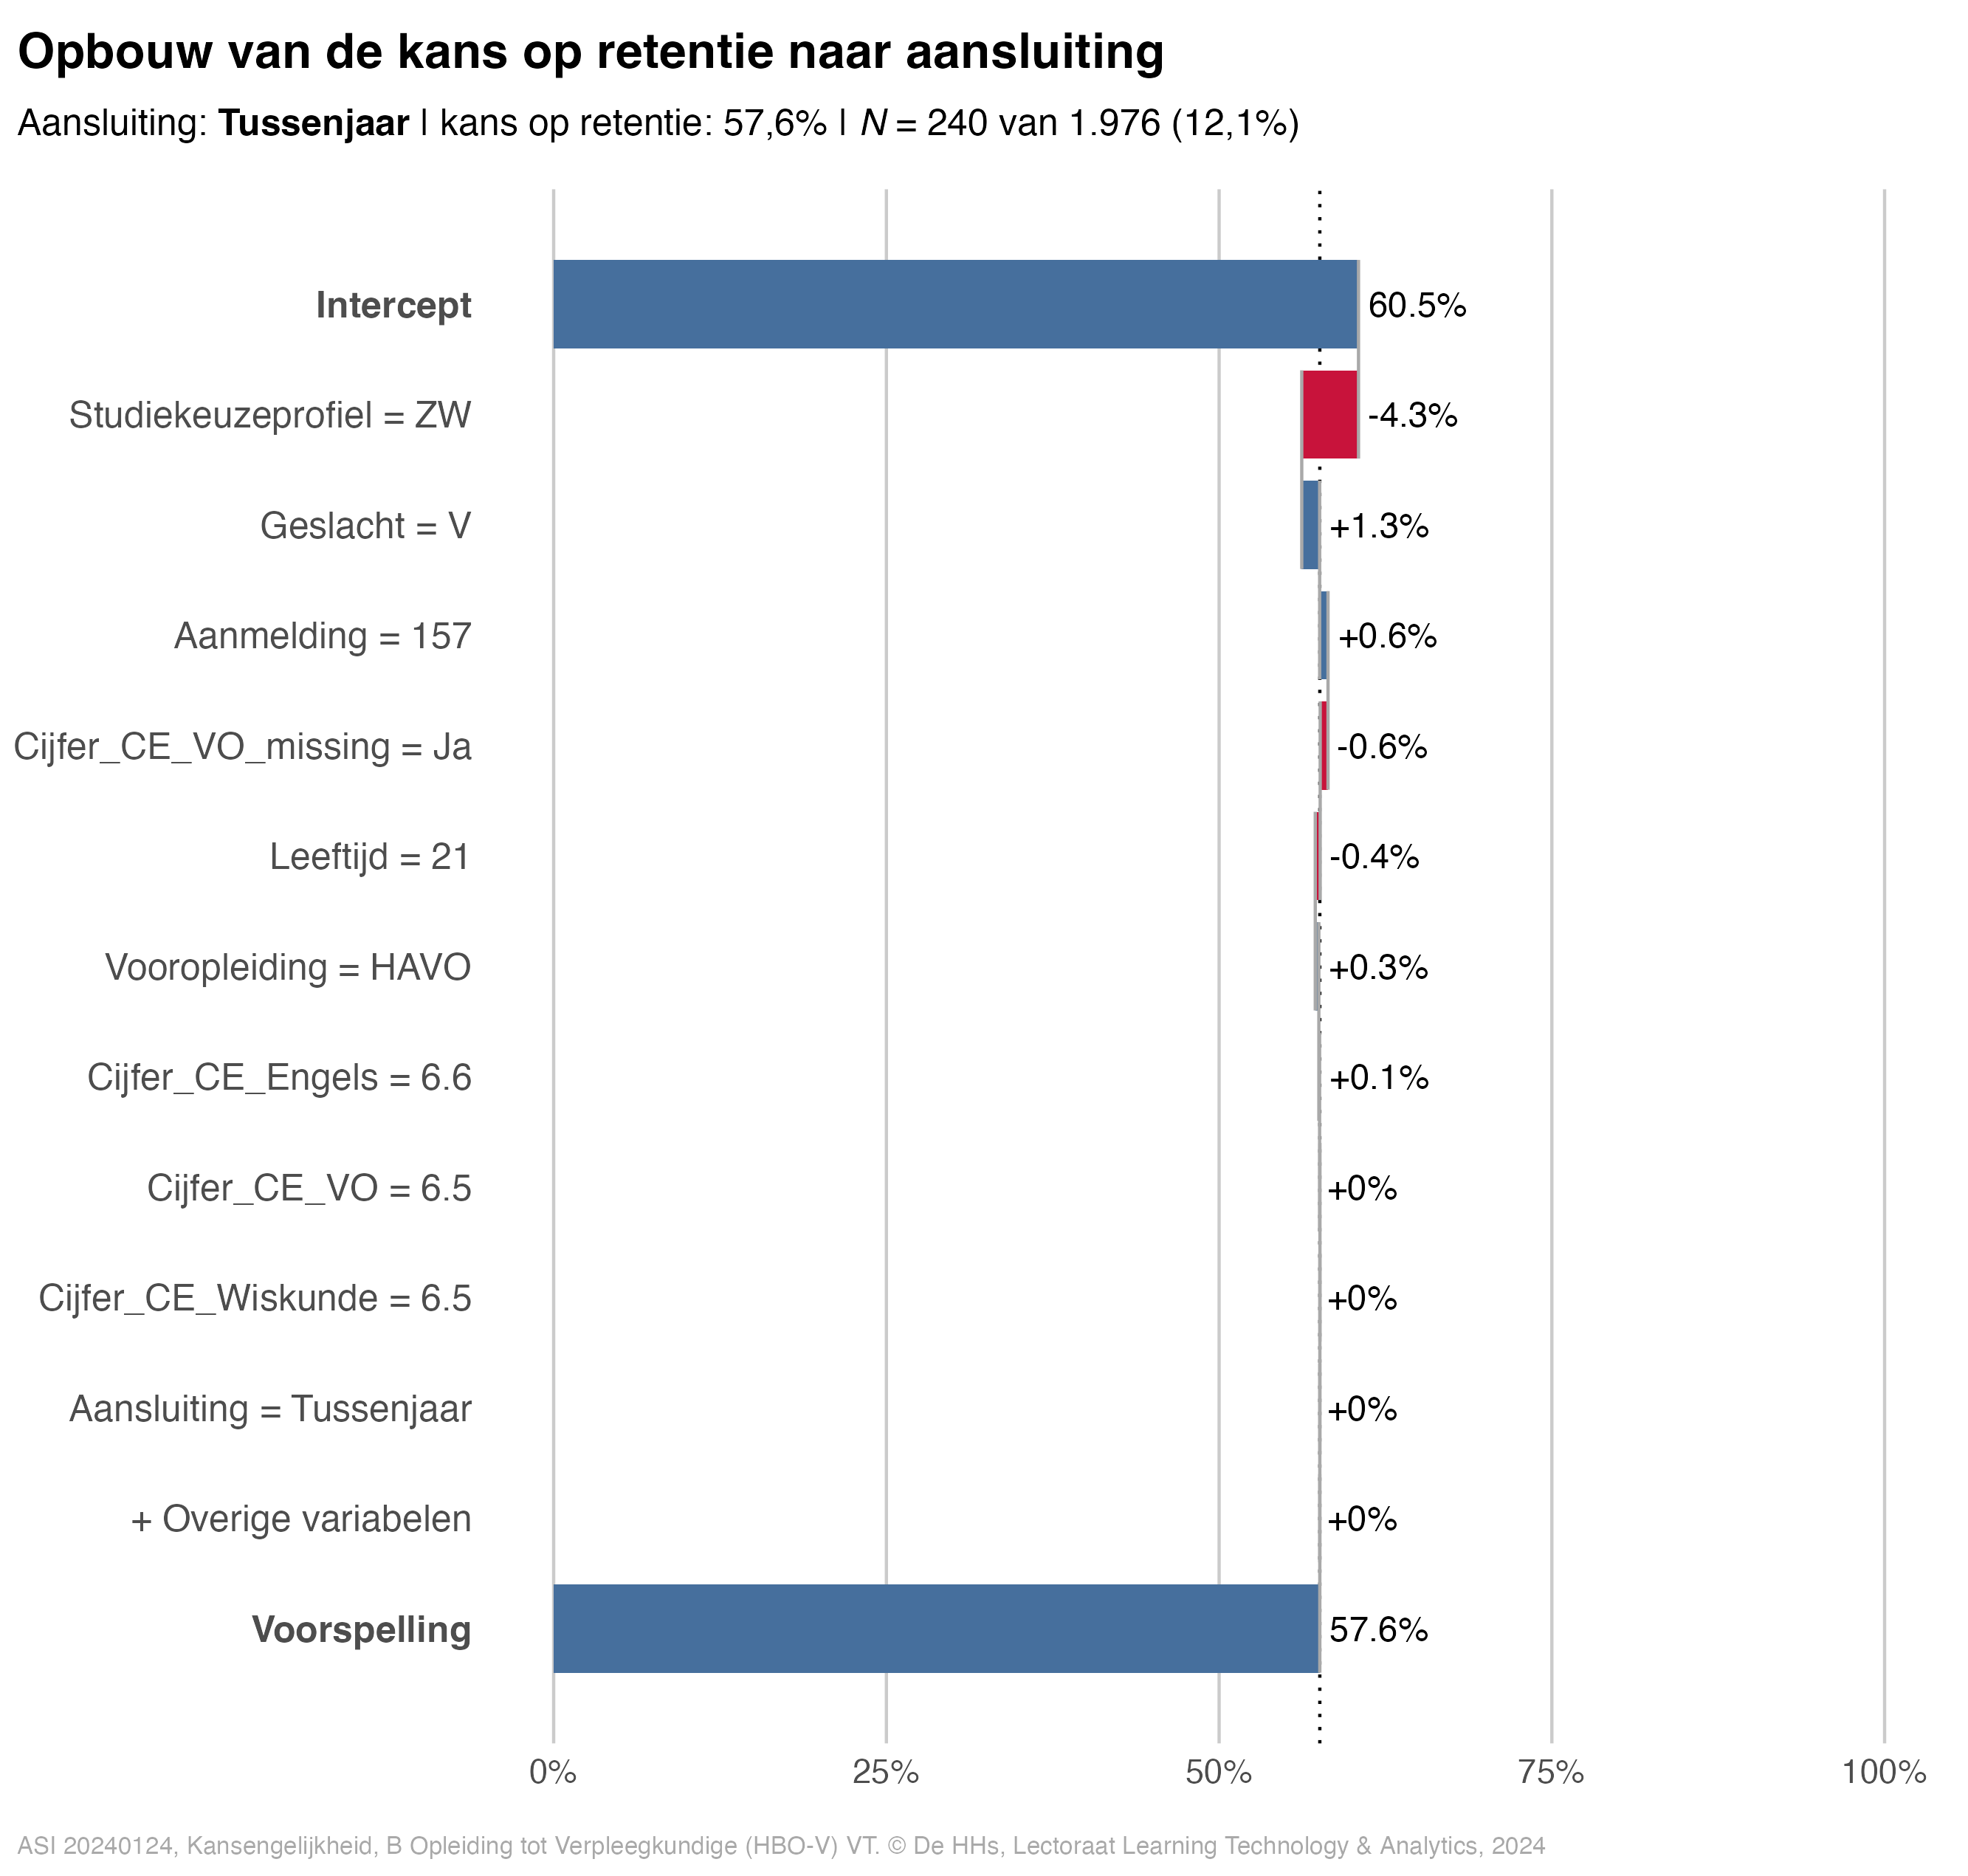 Opbouw van de kans op retentie naar aansluiting
Aansluiting: Tussenjaar | kans op retentie: 57,6% | N = 240 van 1.976 (12,1%)
Intercept 60.5%
Studiekeuzeprofiel = ZW -4.3%
Geslacht = V +1.3%
Aanmelding = 157 +0.6%
Cijfer_CE_VO_missing = Ja -0.6%
Leeftijd = 21 -0.4%
Vooropleiding = HAVO +0.3%
Cijfer_CE_Engels = 6.6 +0.1%
Cijfer_CE_VO = 6.5 +0%
Cijfer_CE_Wiskunde = 6.5 +0%
Aansluiting = Tussenjaar +0%
+ Overige variabelen +0%
Voorspelling 57.6%
0% 25% 50% 75% 100%
ASI 20240124, Kansengelijkheid, B Opleiding tot Verpleegkundige (HBO-V) VT. © De HHs, Lectoraat Learning Technology & Analytics, 2024